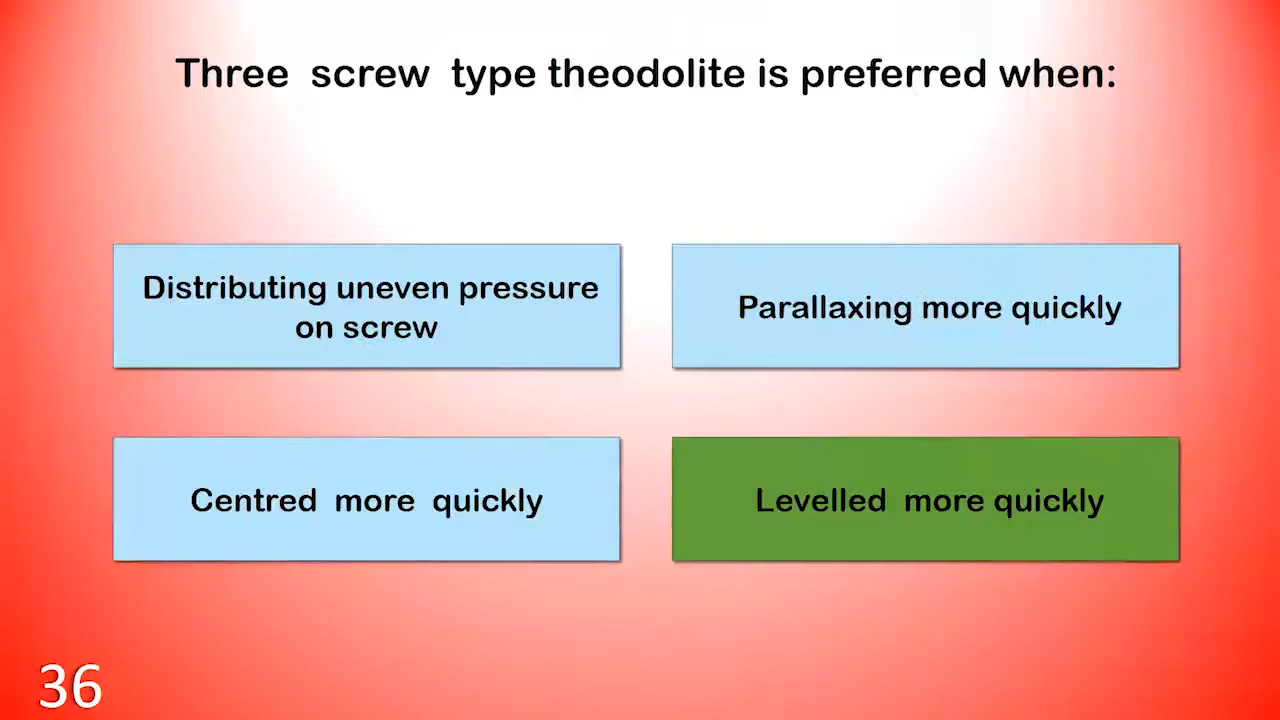 Three screw type theodolite is preferred when:
Distributing uneven pressure
on screw
Parallaxing more quickly
Centred more quickly
Levelled more quickly
36